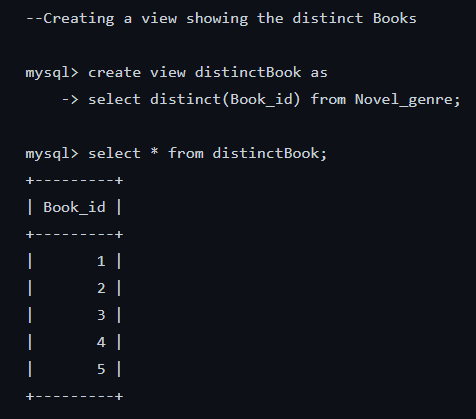 --Creating a view showing the distinct Books
mysql> create view distinctBook as
    -> select distinct(Book_id) from Novel_genre;
mysql> select * from distinctBook;
+---------+
| Book_id |
+---------+
|       1 |
|       2 |
|       3 |
|       4 |
|       5 |
+---------+